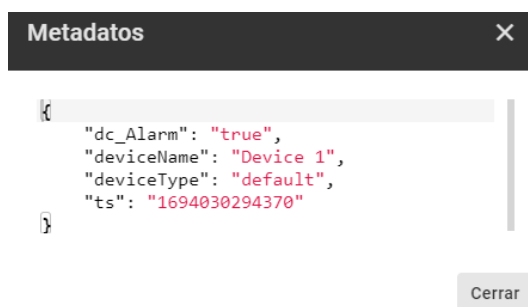 Metadatos ×
{
"dc_Alarm": "true",
"deviceName": "Device 1",
"deviceType": "default",
"ts": "1694030294370"
}
Cerrar